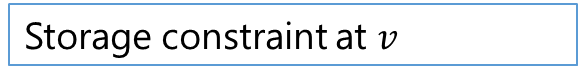 Storage constraint at 𝑣